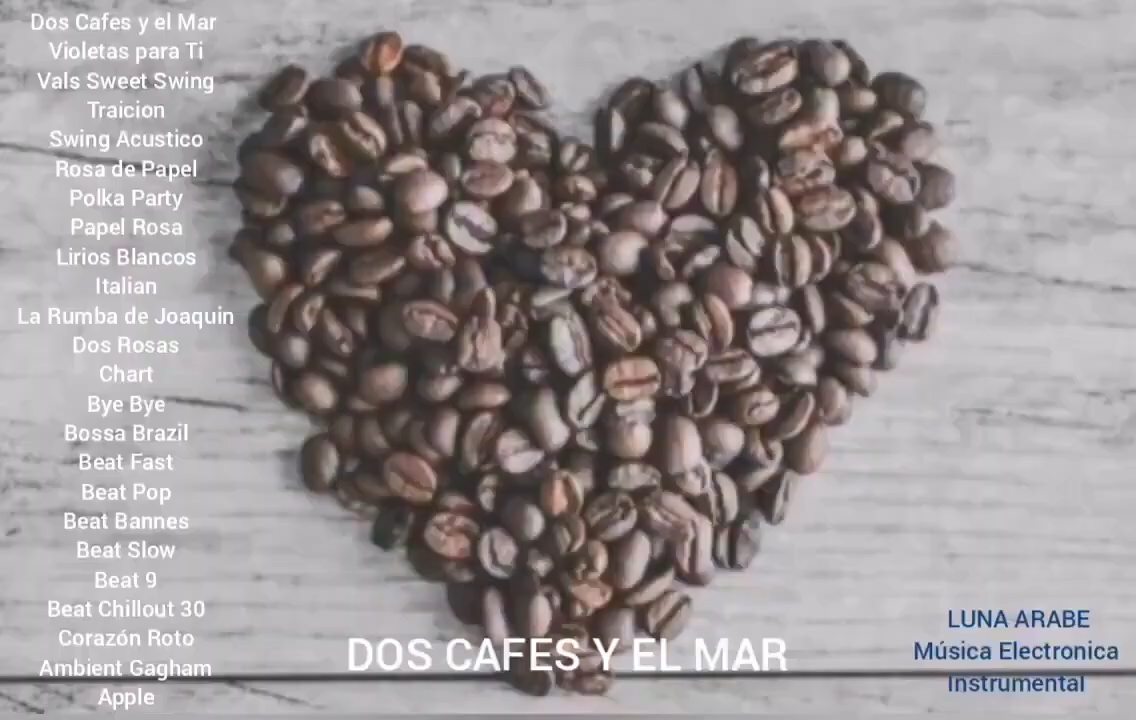 Dos Cafes y el Mar
Violetas para Ti
Vals Sweet Swing
Traicion
Swing Acustico
Rosa de Papel
Polka Party
Papel Rosa
Lirios Blancos
Italian
La Rumba de Joaquin
Dos Rosas
Chart
Bye Bye
Bossa Brazil
Beat Fast
Beat Pop
Beat Bannes
Beat Slow
Beat 9
Beat Chillout 30
Corazón Roto
Ambient Gagham
Apple
DOS CAFES Y EL MAR
LUNA ARABE
Música Electronica
Instrumental